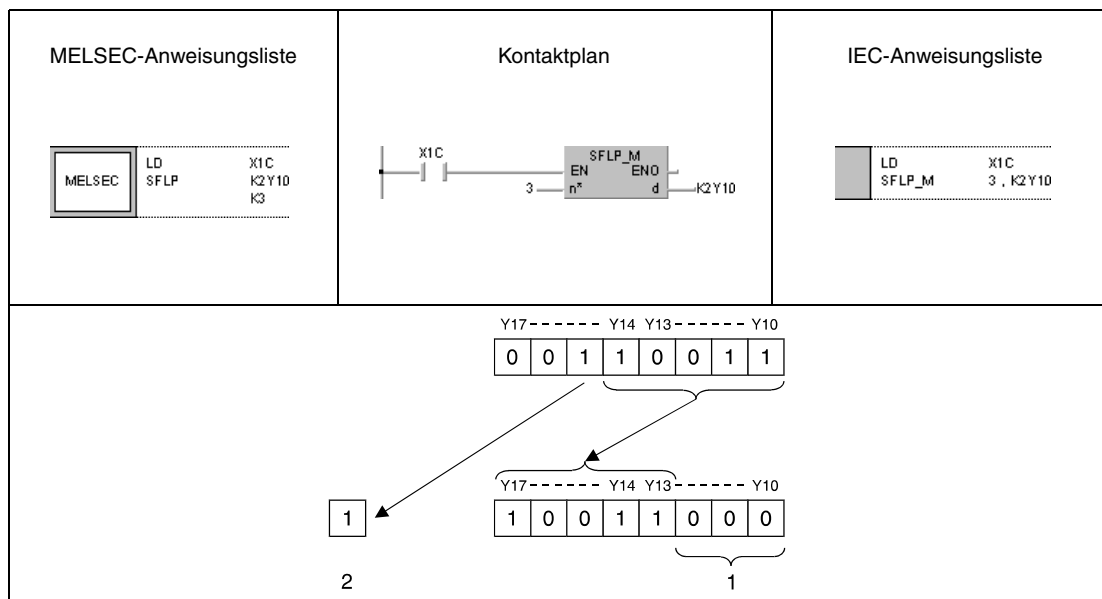 MELSEC-Anweisungsliste
MELSEC
LD X1C
SFLP K2Y10
K3
Kontaktplan
X1C
SFLP_M
EN ENO
3 n* d K2Y10
IEC-Anweisungsliste
LD X1C
SFLP_M 3 , K2Y10
Y17 Y14 Y13 Y10
0 0 1 1 0 0 1 1
Y17 Y14 Y13 Y10
1 1 0 0 1 1 0 0 0
2 1